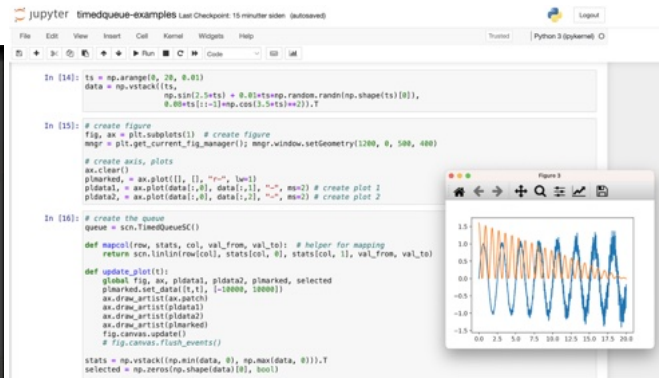 jupyter timedqueue-examples Last Checkpoint: 15 minutter siden (autosaved)
Logout
File Edit View Insert Cell Kernel Widgets Help
Trusted
Python 3 (ipykernel)
Run
Code
In [14]: ts = np.arange(0, 20, 0.01)
data = np.vstack((ts,
np.sin(2.5*ts) + 0.01*ts*np.random.randn(np.shape(ts)[0]),
0.08*ts[::-1]*np.cos(3.5*ts)**2)).T
In [15]: # create figure
fig, ax = plt.subplots(1) # create figure
mngr = plt.get_current_fig_manager(); mngr.window.setGeometry(1200, 0, 500, 400)
# create axis, plots
ax.clear()
plmarked, = ax.plot([], [], "r-", lw=1)
pldata1, = ax.plot(data[:,0], data[:,1], "-", ms=2) # create plot 1
pldata2, = ax.plot(data[:,0], data[:,2], "-", ms=2) # create plot 2
In [16]: # create the queue
queue = scn.TimedQueueSC()
def mapcol(row, stats, col, val_from, val_to): # helper for mapping
return scn.linlin(row[col], stats[col, 0], stats[col, 1], val_from, val_to)
def update_plot(t):
global fig, ax, pldata1, pldata2, plmarked, selected
plmarked.set_data([t,t], [-10000, 10000])
ax.draw_artist(ax.patch)
ax.draw_artist(pldata1)
ax.draw_artist(pldata2)
ax.draw_artist(plmarked)
fig.canvas.update()
# fig.canvas.flush_events()
stats = np.vstack((np.min(data, 0), np.max(data, 0))).T
selected = np.zeros(np.shape(data)[0], bool)
Figure 3
1.5
1.0
0.5
0.0
-0.5
-1.0
-1.5
0.0 2.5 5.0 7.5 10.0 12.5 15.0 17.5 20.0